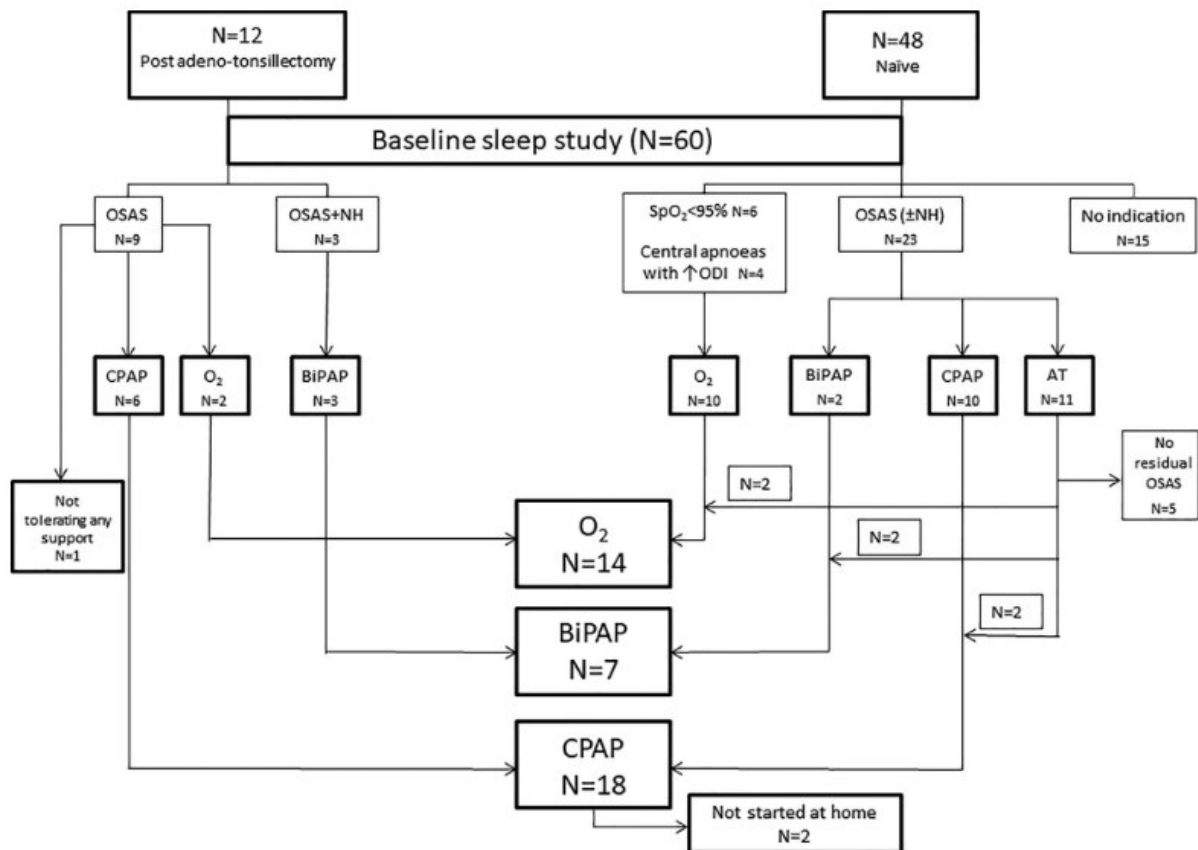 N=12
Post adeno-tonsillectomy
N=48
Naïve
Baseline sleep study (N=60)
OSAS
N=9
OSAS+NH
N=3
SpO₂<95% N=6
Central apnoeas
with ↑ODI N=4
OSAS (±NH)
N=23
No indication
N=15
CPAP
N=6
O₂
N=2
BiPAP
N=3
O₂
N=10
BiPAP
N=2
CPAP
N=10
AT
N=11
No
residual
OSAS
N=5
Not
tolerating any
support
N=1
N=2
N=2
N=2
O₂
N=14
BiPAP
N=7
CPAP
N=18
Not started at home
N=2